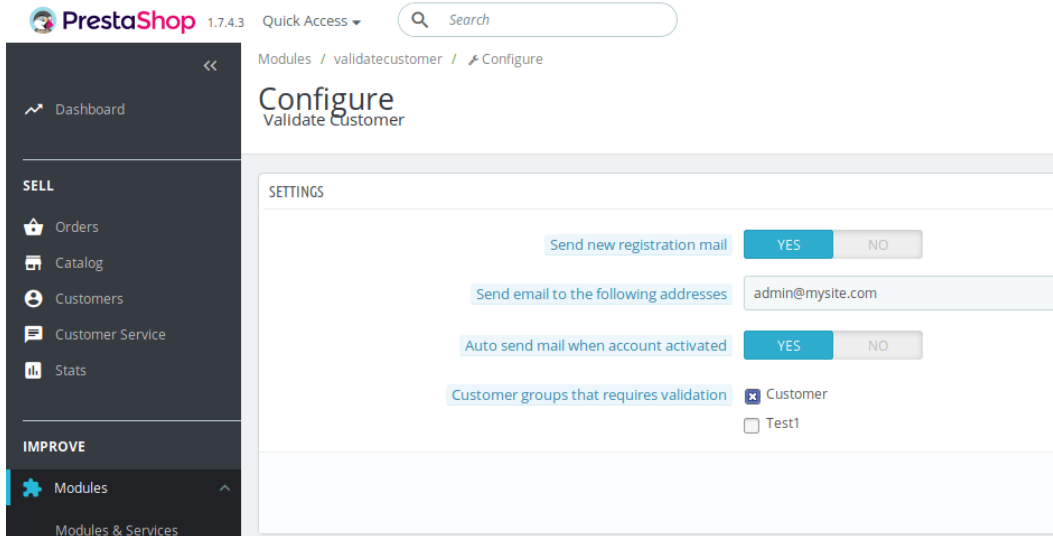 PrestaShop 1.7.4.3 Quick Access Search
Modules / validatecustomer / Configure
Configure
Validate Customer
Dashboard
SELL
Orders
Catalog
Customers
Customer Service
Stats
IMPROVE
Modules
Modules & Services
SETTINGS
Send new registration mail YES NO
Send email to the following addresses admin@mysite.com
Auto send mail when account activated YES NO
Customer groups that requires validation Customer
Test1